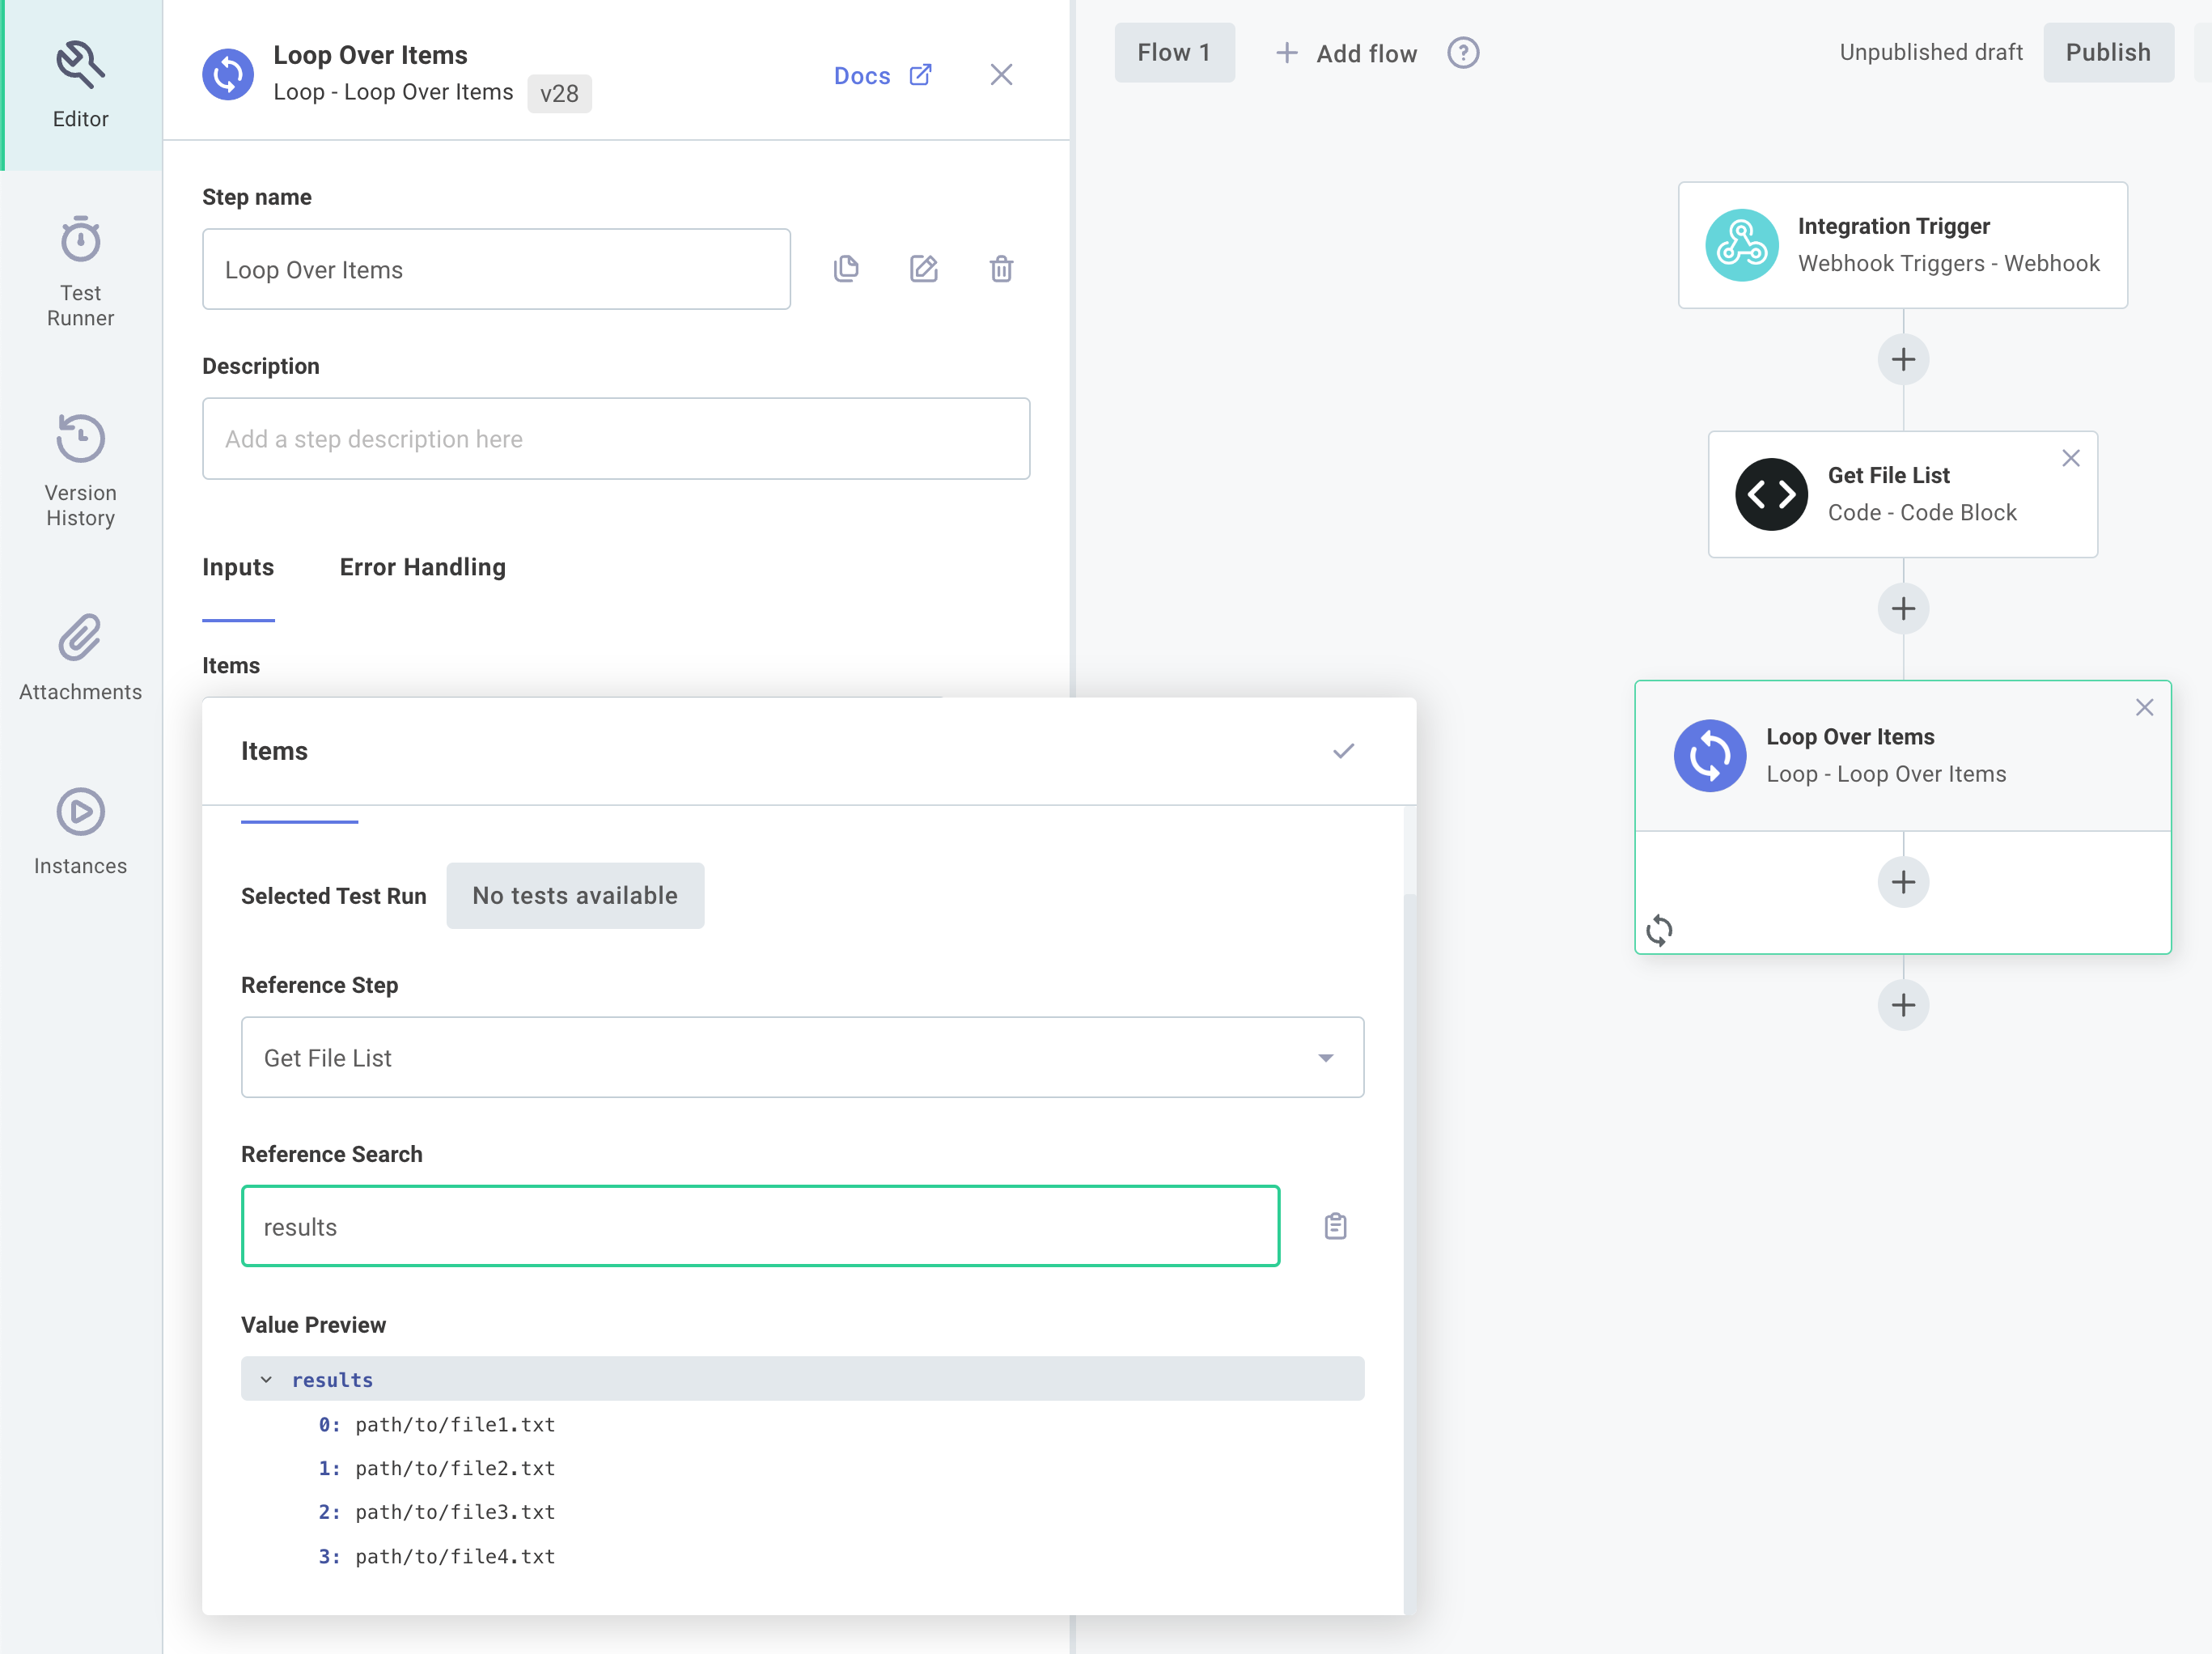 Editor
Test
Runner
Version
History
Attachments
Instances
Loop Over Items
Loop - Loop Over Items v28
Docs
Step name
Loop Over Items
Description
Add a step description here
Inputs Error Handling
Items
Items
Selected Test Run No tests available
Reference Step
Get File List
Reference Search
results
Value Preview
results
0: path/to/file1.txt
1: path/to/file2.txt
2: path/to/file3.txt
3: path/to/file4.txt
Flow 1 + Add flow ? Unpublished draft Publish
Integration Trigger
Webhook Triggers - Webhook
Get File List
Code - Code Block
Loop Over Items
Loop - Loop Over Items